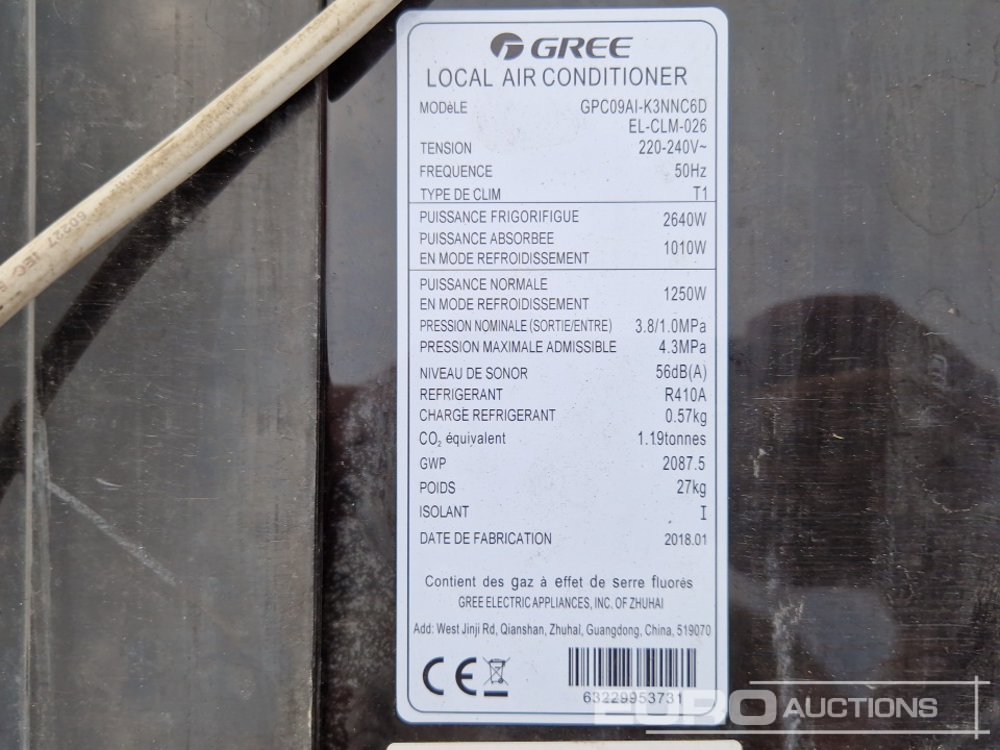 GREE
LOCAL AIR CONDITIONER
MODèLE GPC09AI-K3NNC6D
EL-CLM-026
TENSION 220-240V~
FREQUENCE 50Hz
TYPE DE CLIM T1
PUISSANCE FRIGORIFIGUE 2640W
PUISSANCE ABSORBEE
EN MODE REFROIDISSEMENT 1010W
PUISSANCE NORMALE
EN MODE REFROIDISSEMENT 1250W
PRESSION NOMINALE (SORTIE/ENTRE) 3.8/1.0MPa
PRESSION MAXIMALE ADMISSIBLE 4.3MPa
NIVEAU DE SONOR 56dB(A)
REFRIGERANT R410A
CHARGE REFRIGERANT 0.57kg
CO₂ équivalent 1.19tonnes
GWP 2087.5
POIDS 27kg
ISOLANT I
DATE DE FABRICATION 2018.01
Contient des gaz à effet de serre fluorés
GREE ELECTRIC APPLIANCES, INC. OF ZHUHAI
Add: West Jinji Rd, Qianshan, Zhuhai, Guangdong, China, 519070
CE
63229953731
EURO AUCTIONS
60227 IEC